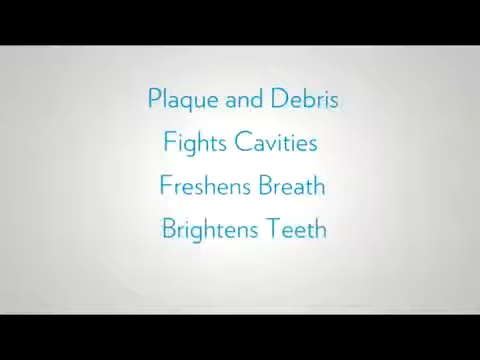 Plaque and Debris
Fights Cavities
Freshens Breath
Brightens Teeth